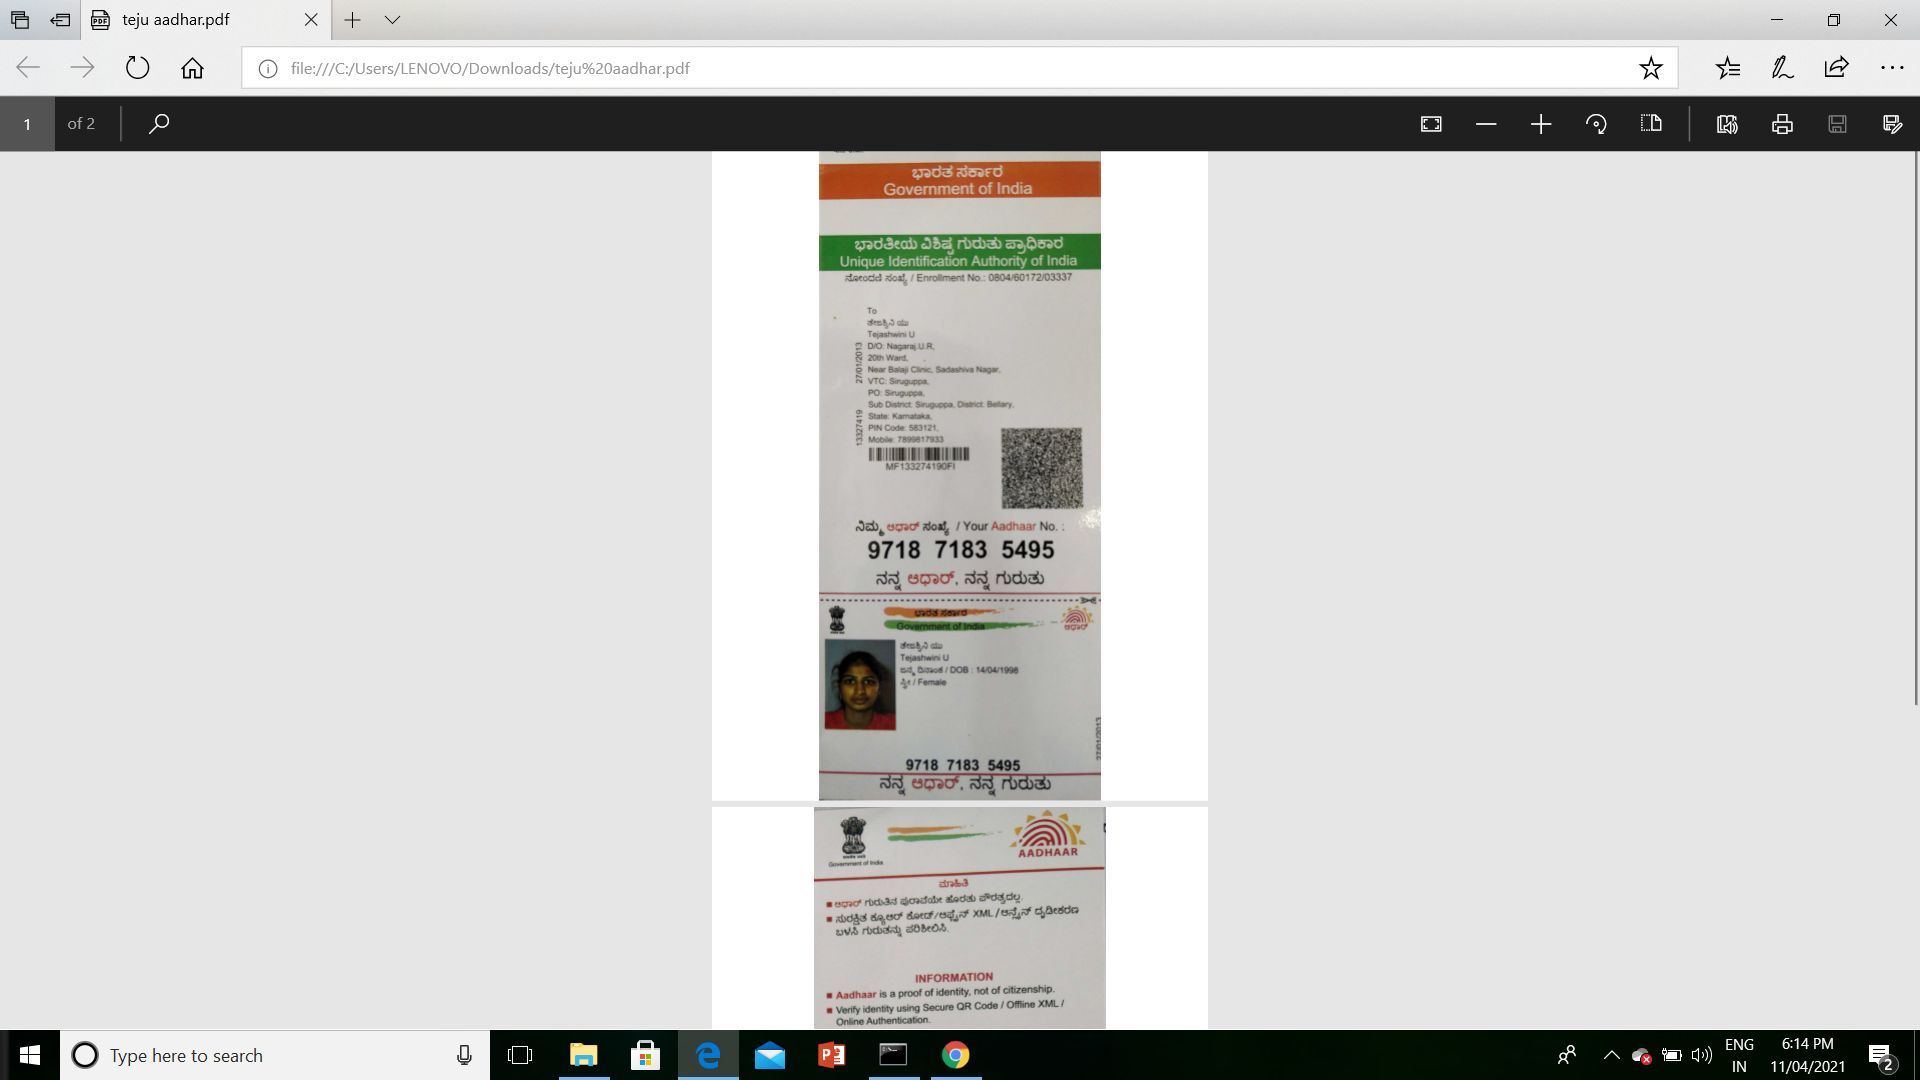 teju aadhar.pdf
file:///C:/Users/LENOVO/Downloads/teju%20aadhar.pdf
1 of 2
ಭಾರತ ಸರ್ಕಾರ
Government of India
ಭಾರತೀಯ ವಿಶಿಷ್ಟ ಗುರುತು ಪ್ರಾಧಿಕಾರ
Unique Identification Authority of India
ನೋಂದಣಿ ಸಂಖ್ಯೆ / Enrollment No.: 0804/60172/03337
To
ತೇಜಶ್ವಿನಿ ಯು
Tejashwini U
D/O: Nagaraj.U.R,
20th Ward,
Near Balaji Clinic, Sadashiva Nagar,
VTC: Siruguppa,
PO: Siruguppa,
Sub District: Siruguppa, District: Bellary,
State: Karnataka,
PIN Code: 583121,
Mobile: 7899817933
27/01/2013
13327419
MF133274190FI
ನಿಮ್ಮ ಆಧಾರ್ ಸಂಖ್ಯೆ / Your Aadhaar No. :
9718 7183 5495
ನನ್ನ ಆಧಾರ್, ನನ್ನ ಗುರುತು
ಭಾರತ ಸರ್ಕಾರ
Government of India
ಆಧಾರ್
ತೇಜಶ್ವಿನಿ ಯು
Tejashwini U
ಜನ್ಮ ದಿನಾಂಕ / DOB : 14/04/1998
ಸ್ತ್ರೀ / Female
27/01/2013
9718 7183 5495
ನನ್ನ ಆಧಾರ್, ನನ್ನ ಗುರುತು
Government of India
AADHAAR
ಮಾಹಿತಿ
ಆಧಾರ್ ಗುರುತಿನ ಪುರಾವೆಯೇ ಹೊರತು ಪೌರತ್ವದಲ್ಲ.
ಸುರಕ್ಷಿತ ಕ್ಯೂಆರ್ ಕೋಡ್/ಆಫ್ಲೈನ್ XML/ಆನ್ಲೈನ್ ದೃಢೀಕರಣ
ಬಳಸಿ ಗುರುತನ್ನು ಪರಿಶೀಲಿಸಿ.
INFORMATION
Aadhaar is a proof of identity, not of citizenship.
Verify identity using Secure QR Code / Offline XML /
Online Authentication.
Type here to search
ENG
IN
6:14 PM
11/04/2021
2